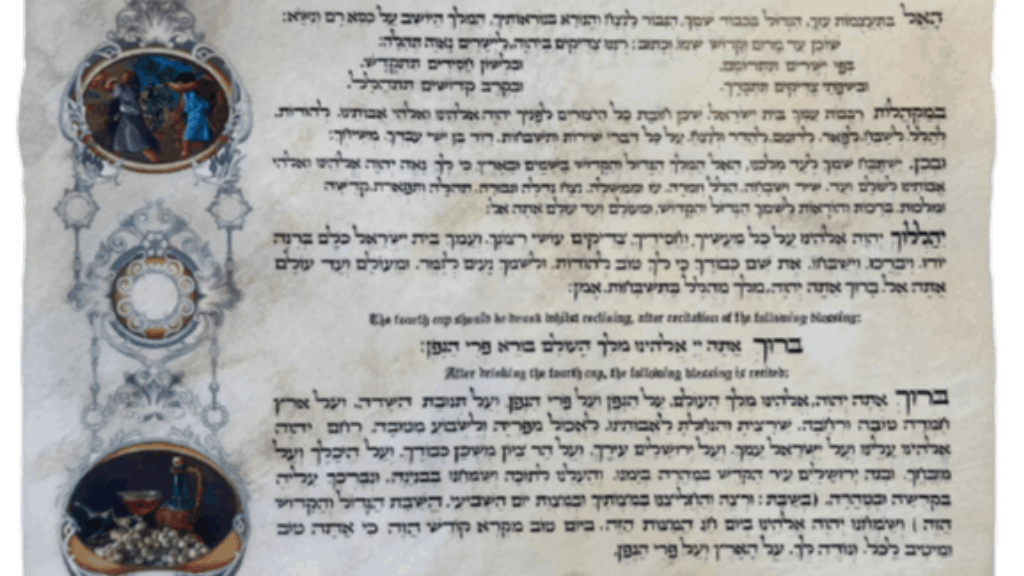 הָאֵל בְּתַעֲצֻמוֹת עֻזֶּךָ, הַגָּדוֹל בִּכְבוֹד שְׁמֶךָ, הַגִּבּוֹר לָנֶצַח וְהַנּוֹרָא בְּנוֹרְאוֹתֶיךָ, הַמֶּלֶךְ הַיּוֹשֵׁב עַל כִּסֵּא רָם וְנִשָּׂא:
שׁוֹכֵן עַד מָרוֹם וְקָדוֹשׁ שְׁמוֹ. וְכָתוּב: רַנְּנוּ צַדִּיקִים בַּיהוָה, לַיְשָׁרִים נָאוָה תְהִלָּה:
בְּפִי יְשָׁרִים תִּתְרוֹמָם. וּבִלְשׁוֹן חֲסִידִים תִּתְקַדָּשׁ.
וּבְשִׂפְתֵי צַדִּיקִים תִּתְבָּרַךְ. וּבְקֶרֶב קְדוֹשִׁים תִּתְהַלָּל.
בְּמַקְהֲלוֹת רִבְבוֹת עַמְּךָ בֵּית יִשְׂרָאֵל, שֶׁכֵּן חוֹבַת כָּל הַיְצוּרִים לְפָנֶיךָ יהוה אֱלֹהֵינוּ וֵאלֹהֵי אֲבוֹתֵינוּ, לְהוֹדוֹת,
לְהַלֵּל, לְשַׁבֵּחַ, לְפָאֵר, לְרוֹמֵם, לְהַדֵּר וּלְנַצֵּחַ, עַל כָּל דִּבְרֵי שִׁירוֹת וְתִשְׁבְּחוֹת, דָּוִד בֶּן יִשַׁי עַבְדְּךָ, מְשִׁיחֶךָ:
וּבְכֵן, יִשְׁתַּבַּח שִׁמְךָ לָעַד מַלְכֵּנוּ, הָאֵל הַמֶּלֶךְ הַגָּדוֹל וְהַקָּדוֹשׁ בַּשָּׁמַיִם וּבָאָרֶץ, כִּי לְךָ נָאֶה יהוה אֱלֹהֵינוּ וֵאלֹהֵי
אֲבוֹתֵינוּ לְעוֹלָם וָעֶד, שִׁיר וּשְׁבָחָה, הַלֵּל וְזִמְרָה, עֹז וּמֶמְשָׁלָה, נֶצַח גְּדֻלָּה וּגְבוּרָה, תְּהִלָּה וְתִפְאֶרֶת, קְדֻשָּׁה
וּמַלְכוּת, בְּרָכוֹת וְהוֹדָאוֹת לְשִׁמְךָ הַגָּדוֹל וְהַקָּדוֹשׁ, וּמֵעוֹלָם וְעַד עוֹלָם אַתָּה אֵל:
יְהַלְלוּךָ יהוה אֱלֹהֵינוּ עַל כָּל מַעֲשֶׂיךָ, וַחֲסִידֶיךָ, צַדִּיקִים עוֹשֵׂי רְצוֹנֶךָ, וְעַמְּךָ בֵּית יִשְׂרָאֵל כֻּלָּם בְּרִנָּה
יוֹדוּ, וִיבָרְכוּ, וִישַׁבְּחוּ, אֶת שֵׁם כְּבוֹדֶךָ כִּי לְךָ טוֹב לְהוֹדוֹת, וּלְשִׁמְךָ נָעִים לְזַמֵּר, וּמֵעוֹלָם וְעַד עוֹלָם
אַתָּה אֵל. בָּרוּךְ אַתָּה יהוה, מֶלֶךְ מְהֻלָּל בַּתִּשְׁבָּחוֹת, אָמֵן:
The fourth cup should be drunk whilst reclining, after recitation of the following blessing:
בָּרוּךְ אַתָּה יי אֱלֹהֵינוּ מֶלֶךְ הָעוֹלָם בּוֹרֵא פְּרִי הַגֶּפֶן:
After drinking the fourth cup, the following blessing is recited:
בָּרוּךְ אַתָּה יהוה, אֱלֹהֵינוּ מֶלֶךְ הָעוֹלָם, עַל הַגֶּפֶן וְעַל פְּרִי הַגֶּפֶן, וְעַל תְּנוּבַת הַשָּׂדֶה, וְעַל אֶרֶץ
חֶמְדָּה טוֹבָה וּרְחָבָה, שֶׁרָצִיתָ וְהִנְחַלְתָּ לַאֲבוֹתֵינוּ, לֶאֱכוֹל מִפִּרְיָהּ וְלִשְׂבּוֹעַ מִטּוּבָהּ. רַחֵם יהוה
אֱלֹהֵינוּ עָלֵינוּ וְעַל יִשְׂרָאֵל עַמֶּךָ, וְעַל יְרוּשָׁלַיִם עִירֶךָ, וְעַל הַר צִיּוֹן מִשְׁכַּן כְּבוֹדֶךָ, וְעַל הֵיכָלֶךָ וְעַל
מִזְבְּחֶךָ, וּבְנֵה יְרוּשָׁלַיִם עִיר הַקֹּדֶשׁ בִּמְהֵרָה בְיָמֵינוּ, וְהַעֲלֵנוּ לְתוֹכָהּ וְשַׂמְּחֵנוּ בְּבִנְיָנָהּ, וּנְבָרֶכְךָ עָלֶיהָ
בִּקְדֻשָּׁה וּבְטָהֳרָה. (בשבת: וּרְצֵה וְהַחֲלִיצֵנוּ בְּמִצְוֹתֶיךָ וּבְמִצְוַת יוֹם הַשְּׁבִיעִי, הַשַּׁבָּת הַגָּדוֹל וְהַקָּדוֹשׁ
הַזֶּה) וְשַׂמְּחֵנוּ יהוה אֱלֹהֵינוּ בְּיוֹם חַג הַמַּצּוֹת הַזֶּה, בְּיוֹם טוֹב מִקְרָא קוֹדֶשׁ הַזֶּה, כִּי אַתָּה טוֹב
וּמֵיטִיב לַכֹּל, וְנוֹדֶה לְךָ, עַל הָאָרֶץ וְעַל פְּרִי הַגֶּפֶן.